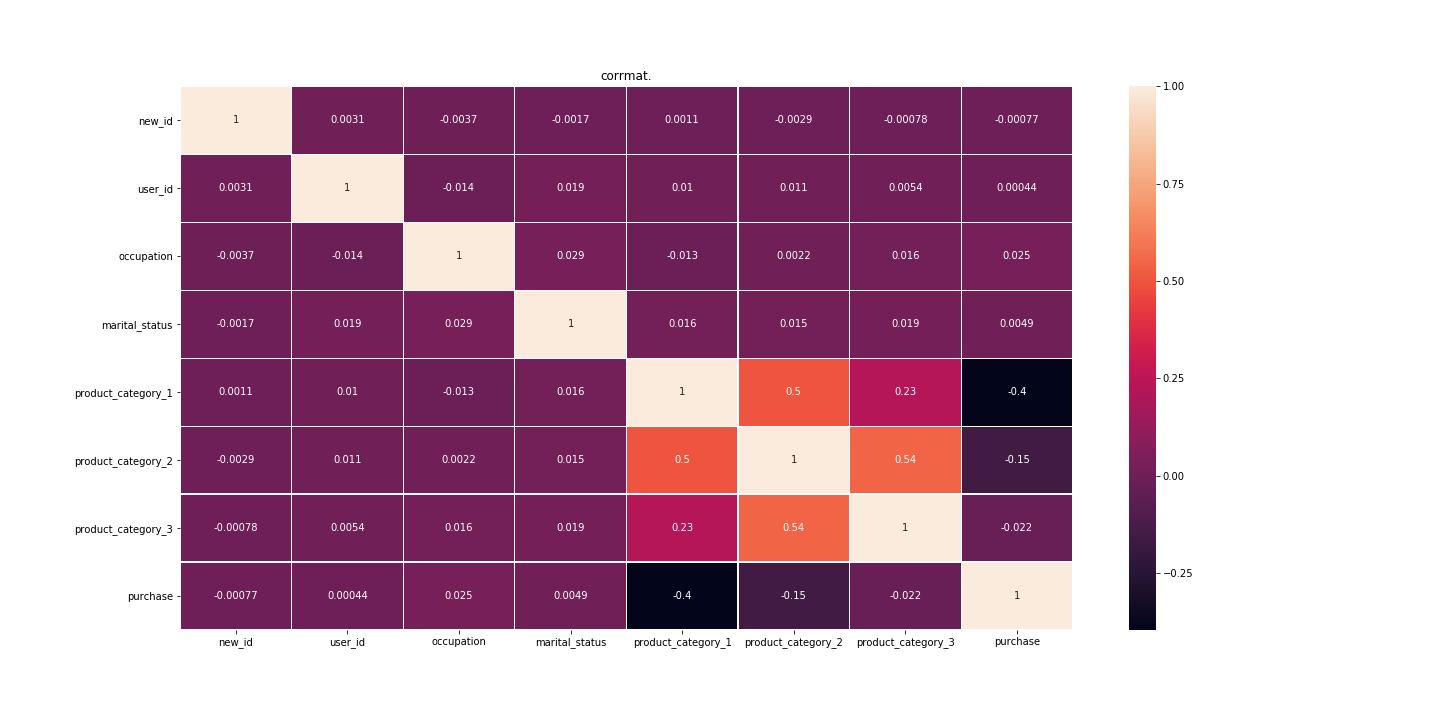 corrmat.
new_id 1 0.0031 -0.0037 -0.0017 0.0011 -0.0029 -0.00078 -0.00077
user_id 0.0031 1 -0.014 0.019 0.01 0.011 0.0054 0.00044
occupation -0.0037 -0.014 1 0.029 -0.013 0.0022 0.016 0.025
marital_status -0.0017 0.019 0.029 1 0.016 0.015 0.019 0.0049
product_category_1 0.0011 0.01 -0.013 0.016 1 0.5 0.23 -0.4
product_category_2 -0.0029 0.011 0.0022 0.015 0.5 1 0.54 -0.15
product_category_3 -0.00078 0.0054 0.016 0.019 0.23 0.54 1 -0.022
purchase -0.00077 0.00044 0.025 0.0049 -0.4 -0.15 -0.022 1
new_id user_id occupation marital_status product_category_1 product_category_2 product_category_3 purchase
1.00
0.75
0.50
0.25
0.00
−0.25